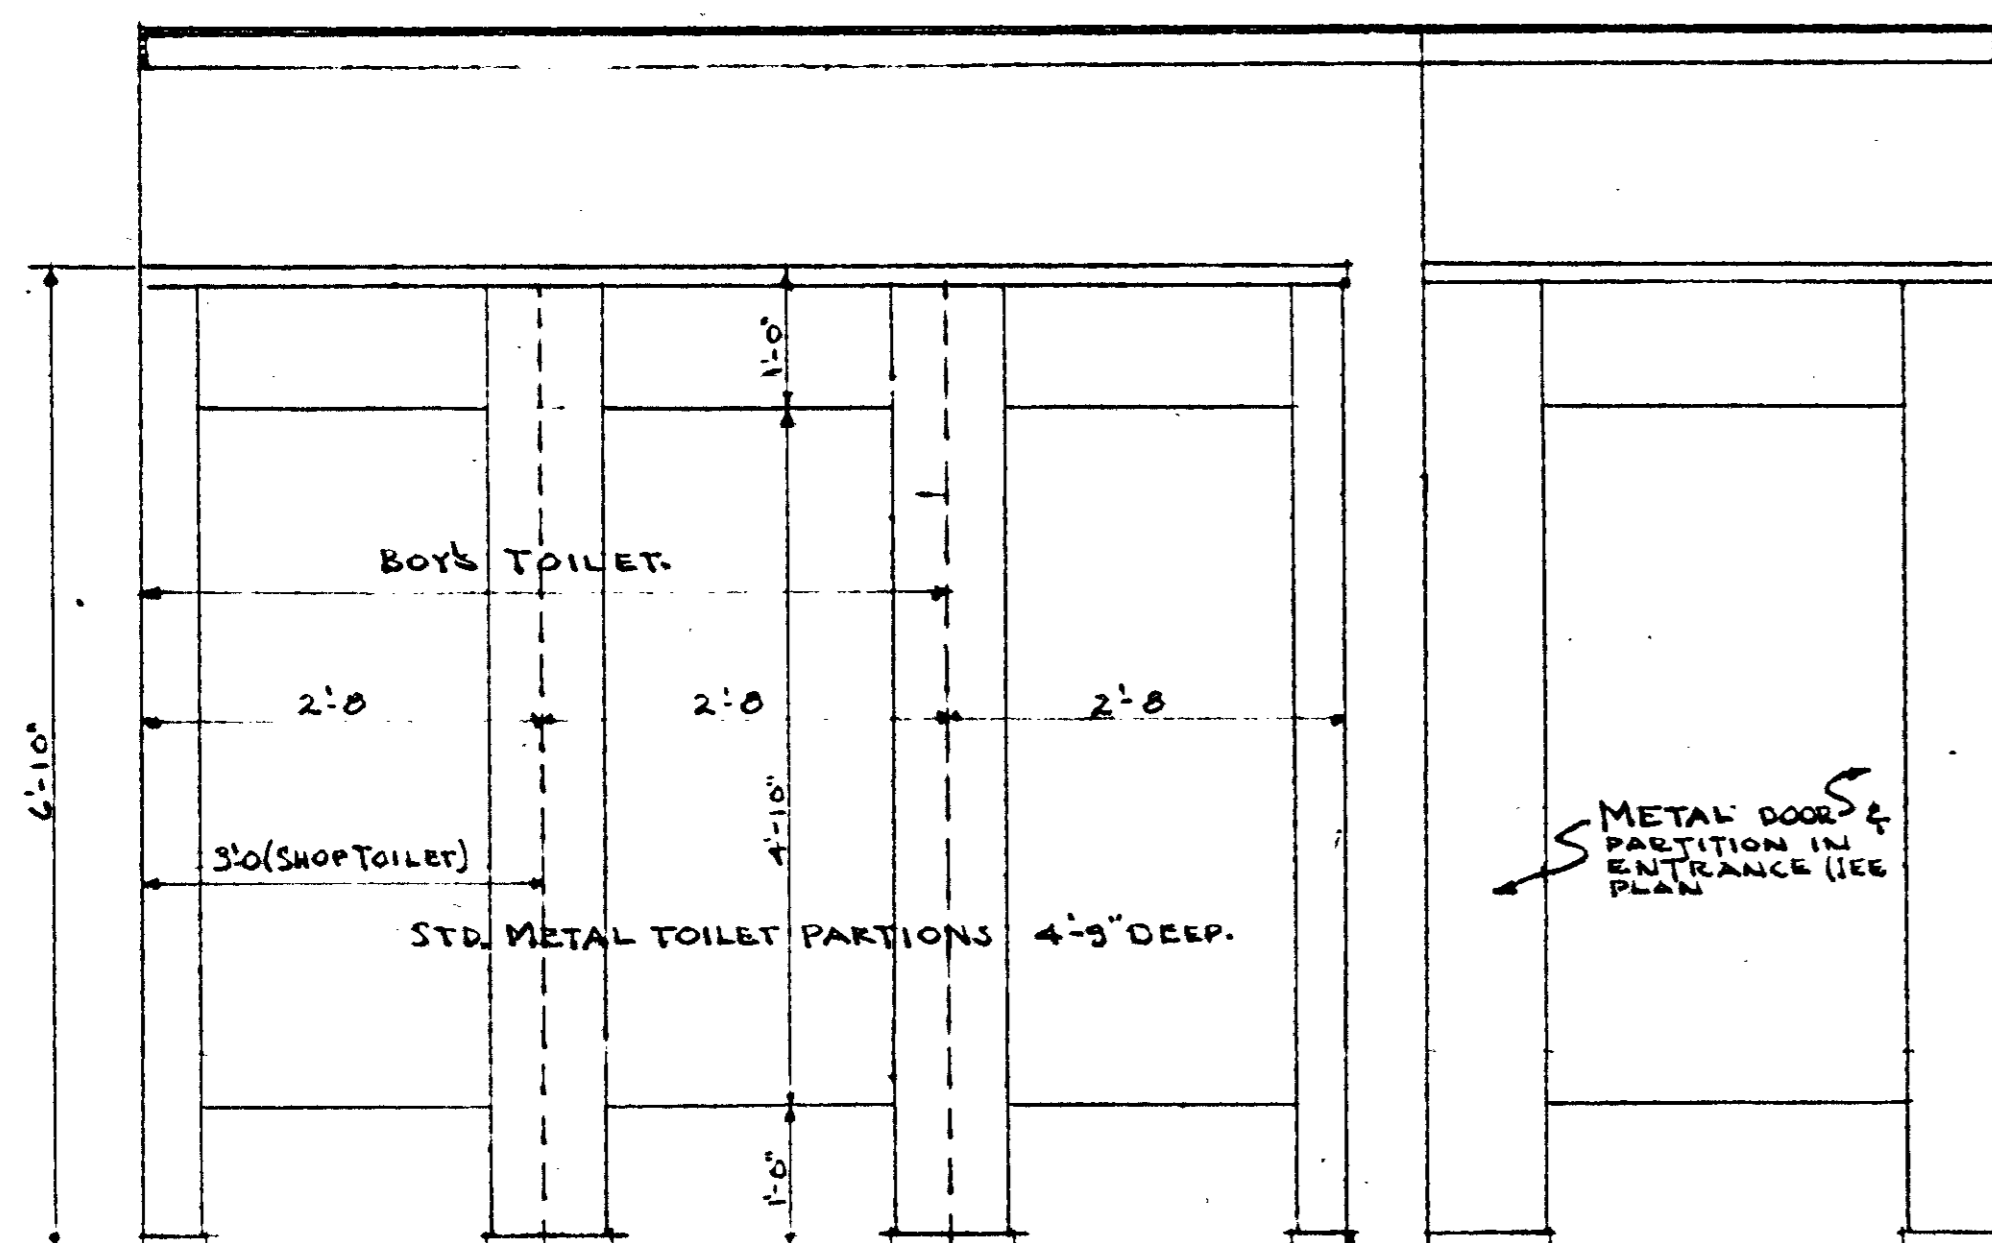 1'-0"
BOY'S TOILET.
2'-8
2'-8
2'-8
6'-10"
4'-10"
3'-0 (SHOP TOILET)
METAL DOOR &
PARTITION IN
ENTRANCE (SEE
PLAN
STD. METAL TOILET PARTIONS 4'-9" DEEP.
1'-0"